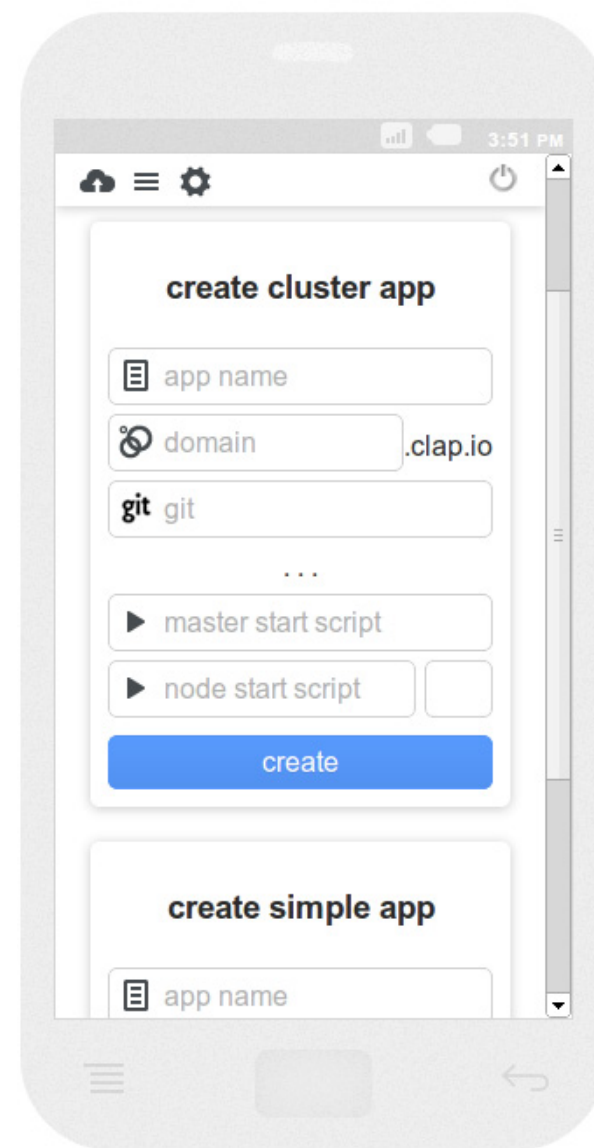 3:51 PM
create cluster app
app name
domain .clap.io
git git
...
master start script
node start script
create
create simple app
app name